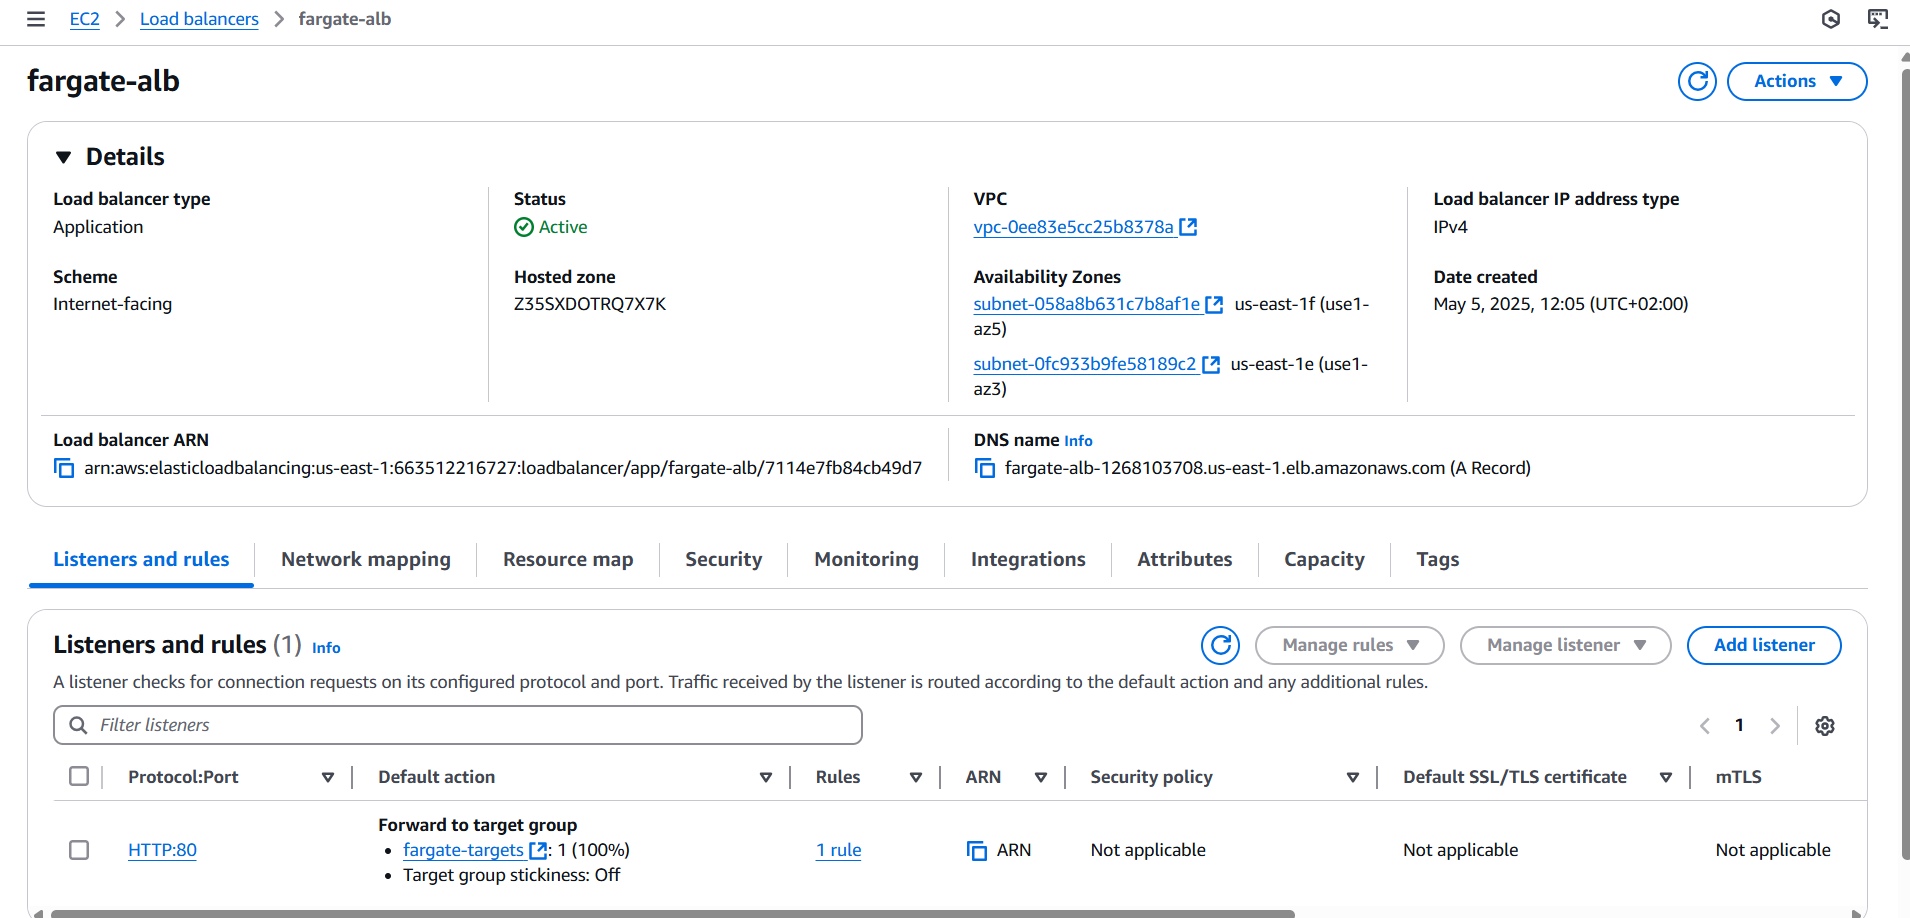 EC2 > Load balancers > fargate-alb
fargate-alb
Actions
Details
Load balancer type
Application
Status
Active
VPC
vpc-0ee83e5cc25b8378a
Load balancer IP address type
IPv4
Scheme
Internet-facing
Hosted zone
Z35SXDOTRQ7X7K
Availability Zones
subnet-058a8b631c7b8af1e us-east-1f (use1-
az5)
subnet-0fc933b9fe58189c2 us-east-1e (use1-
az3)
Date created
May 5, 2025, 12:05 (UTC+02:00)
Load balancer ARN
arn:aws:elasticloadbalancing:us-east-1:663512216727:loadbalancer/app/fargate-alb/7114e7fb84cb49d7
DNS name Info
fargate-alb-1268103708.us-east-1.elb.amazonaws.com (A Record)
Listeners and rules Network mapping Resource map Security Monitoring Integrations Attributes Capacity Tags
Listeners and rules (1) Info
Manage rules Manage listener Add listener
A listener checks for connection requests on its configured protocol and port. Traffic received by the listener is routed according to the default action and any additional rules.
Filter listeners
1
Protocol:Port Default action Rules ARN Security policy Default SSL/TLS certificate mTLS
HTTP:80
Forward to target group
• fargate-targets : 1 (100%)
• Target group stickiness: Off
1 rule
ARN
Not applicable
Not applicable
Not applicable